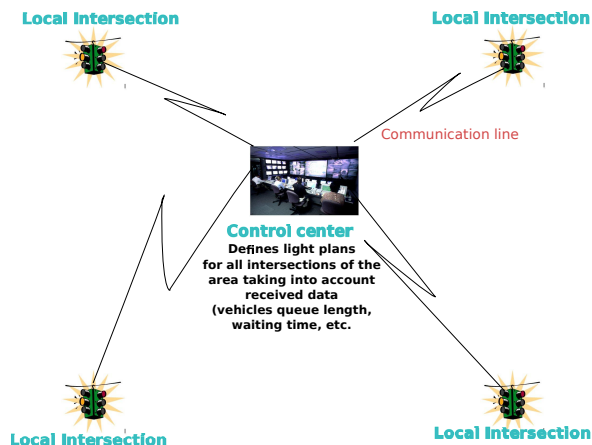 Local Intersection
Local Intersection
Communication line
Control center
Defines light plans
for all intersections of the
area taking into account
received data
(vehicles queue length,
waiting time, etc.
Local Intersection
Local Intersection